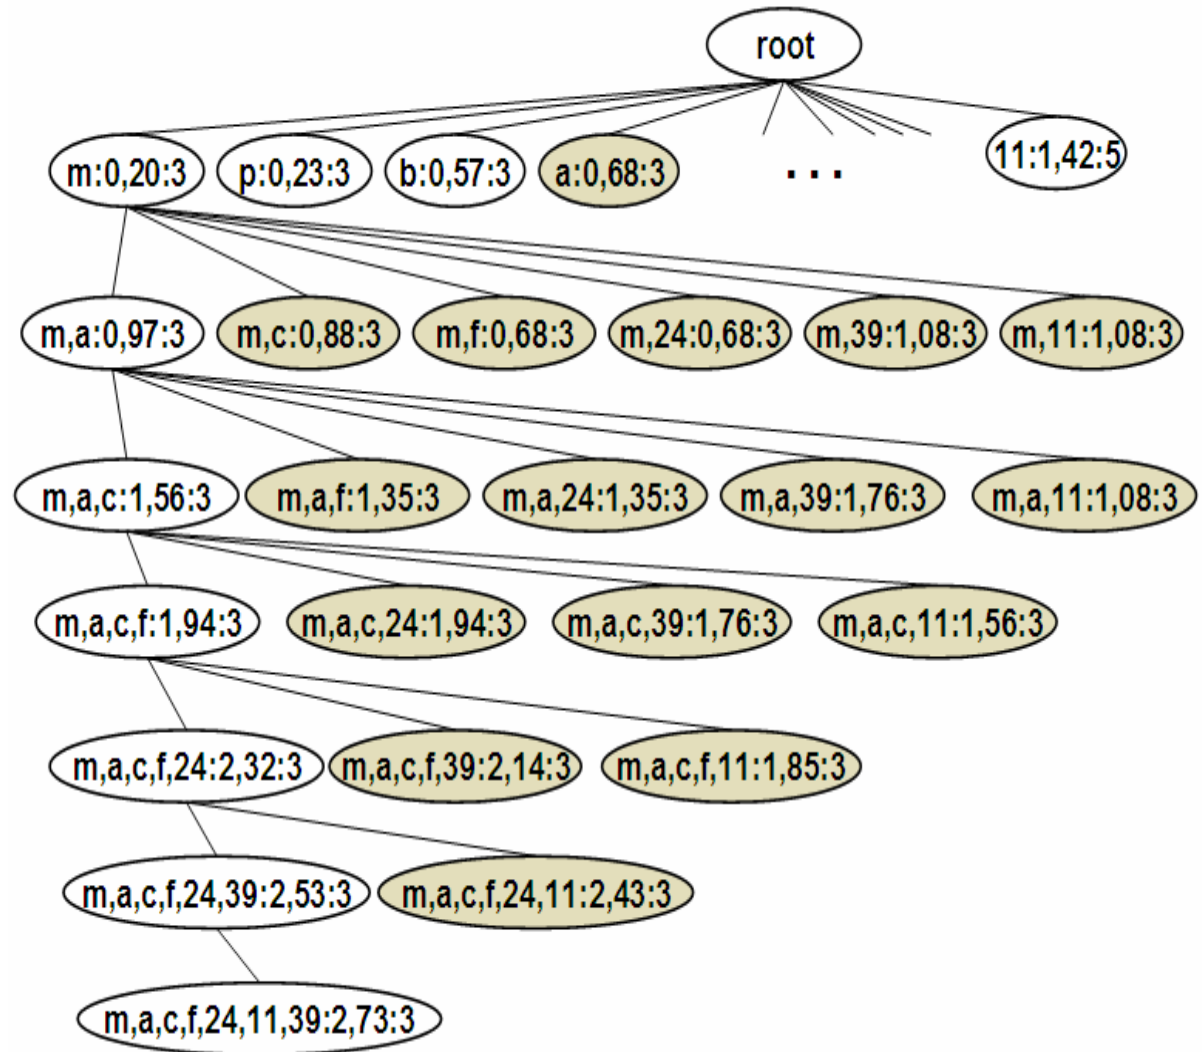 root
m:0,20:3
p:0,23:3
b:0,57:3
a:0,68:3
...
11:1,42:5
m,a:0,97:3
m,c:0,88:3
m,f:0,68:3
m,24:0,68:3
m,39:1,08:3
m,11:1,08:3
m,a,c:1,56:3
m,a,f:1,35:3
m,a,24:1,35:3
m,a,39:1,76:3
m,a,11:1,08:3
m,a,c,f:1,94:3
m,a,c,24:1,94:3
m,a,c,39:1,76:3
m,a,c,11:1,56:3
m,a,c,f,24:2,32:3
m,a,c,f,39:2,14:3
m,a,c,f,11:1,85:3
m,a,c,f,24,39:2,53:3
m,a,c,f,24,11:2,43:3
m,a,c,f,24,11,39:2,73:3